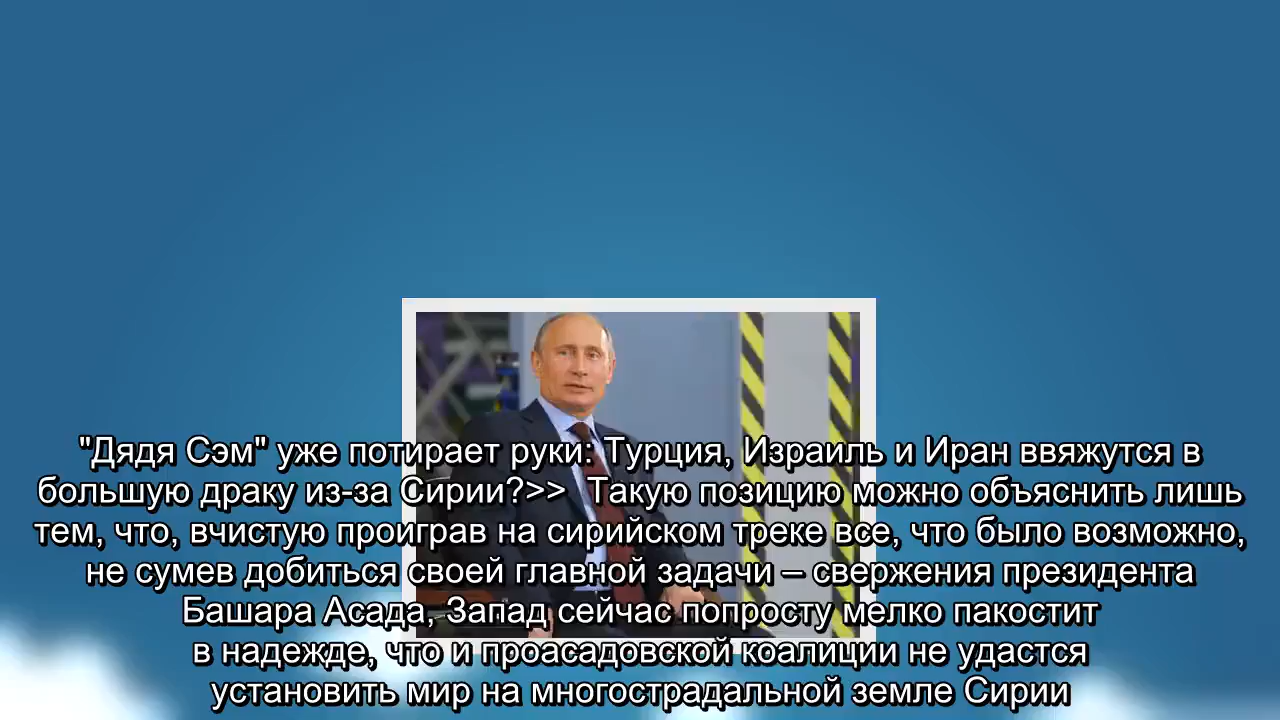 "Дядя Сэм" уже потирает руки: Турция, Израиль и Иран ввяжутся в
большую драку из-за Сирии?>>  Такую позицию можно объяснить лишь
тем, что, вчистую проиграв на сирийском треке все, что было возможно,
не сумев добиться своей главной задачи – свержения президента
Башара Асада, Запад сейчас попросту мелко пакостит
в надежде, что и проасадовской коалиции не удастся
установить мир на многострадальной земле Сирии